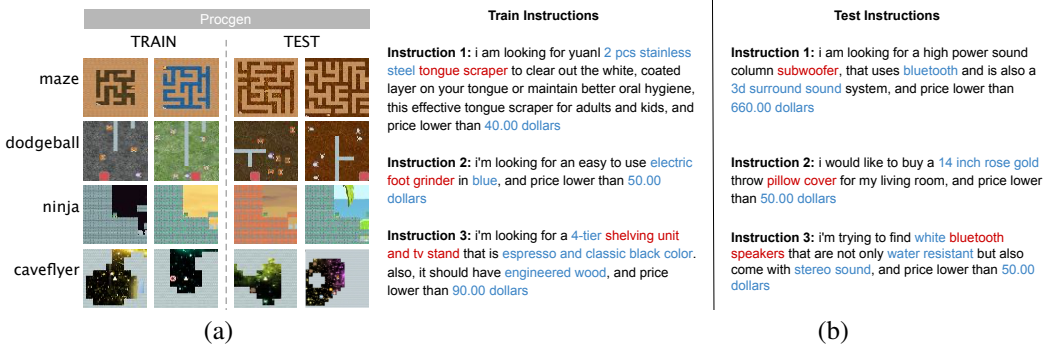 Procgen
TRAIN
TEST
maze
dodgeball
ninja
caveflyer
(a)
Train Instructions
Instruction 1: i am looking for yuanl 2 pcs stainless
steel tongue scraper to clear out the white, coated
layer on your tongue or maintain better oral hygiene,
this effective tongue scraper for adults and kids, and
price lower than 40.00 dollars
Instruction 2: i'm looking for an easy to use electric
foot grinder in blue, and price lower than 50.00
dollars
Instruction 3: i'm looking for a 4-tier shelving unit
and tv stand that is espresso and classic black color.
also, it should have engineered wood, and price
lower than 90.00 dollars
Test Instructions
Instruction 1: i am looking for a high power sound
column subwoofer, that uses bluetooth and is also a
3d surround sound system, and price lower than
660.00 dollars
Instruction 2: i would like to buy a 14 inch rose gold
throw pillow cover for my living room, and price lower
than 50.00 dollars
Instruction 3: i'm trying to find white bluetooth
speakers that are not only water resistant but also
come with stereo sound, and price lower than 50.00
dollars
(b)